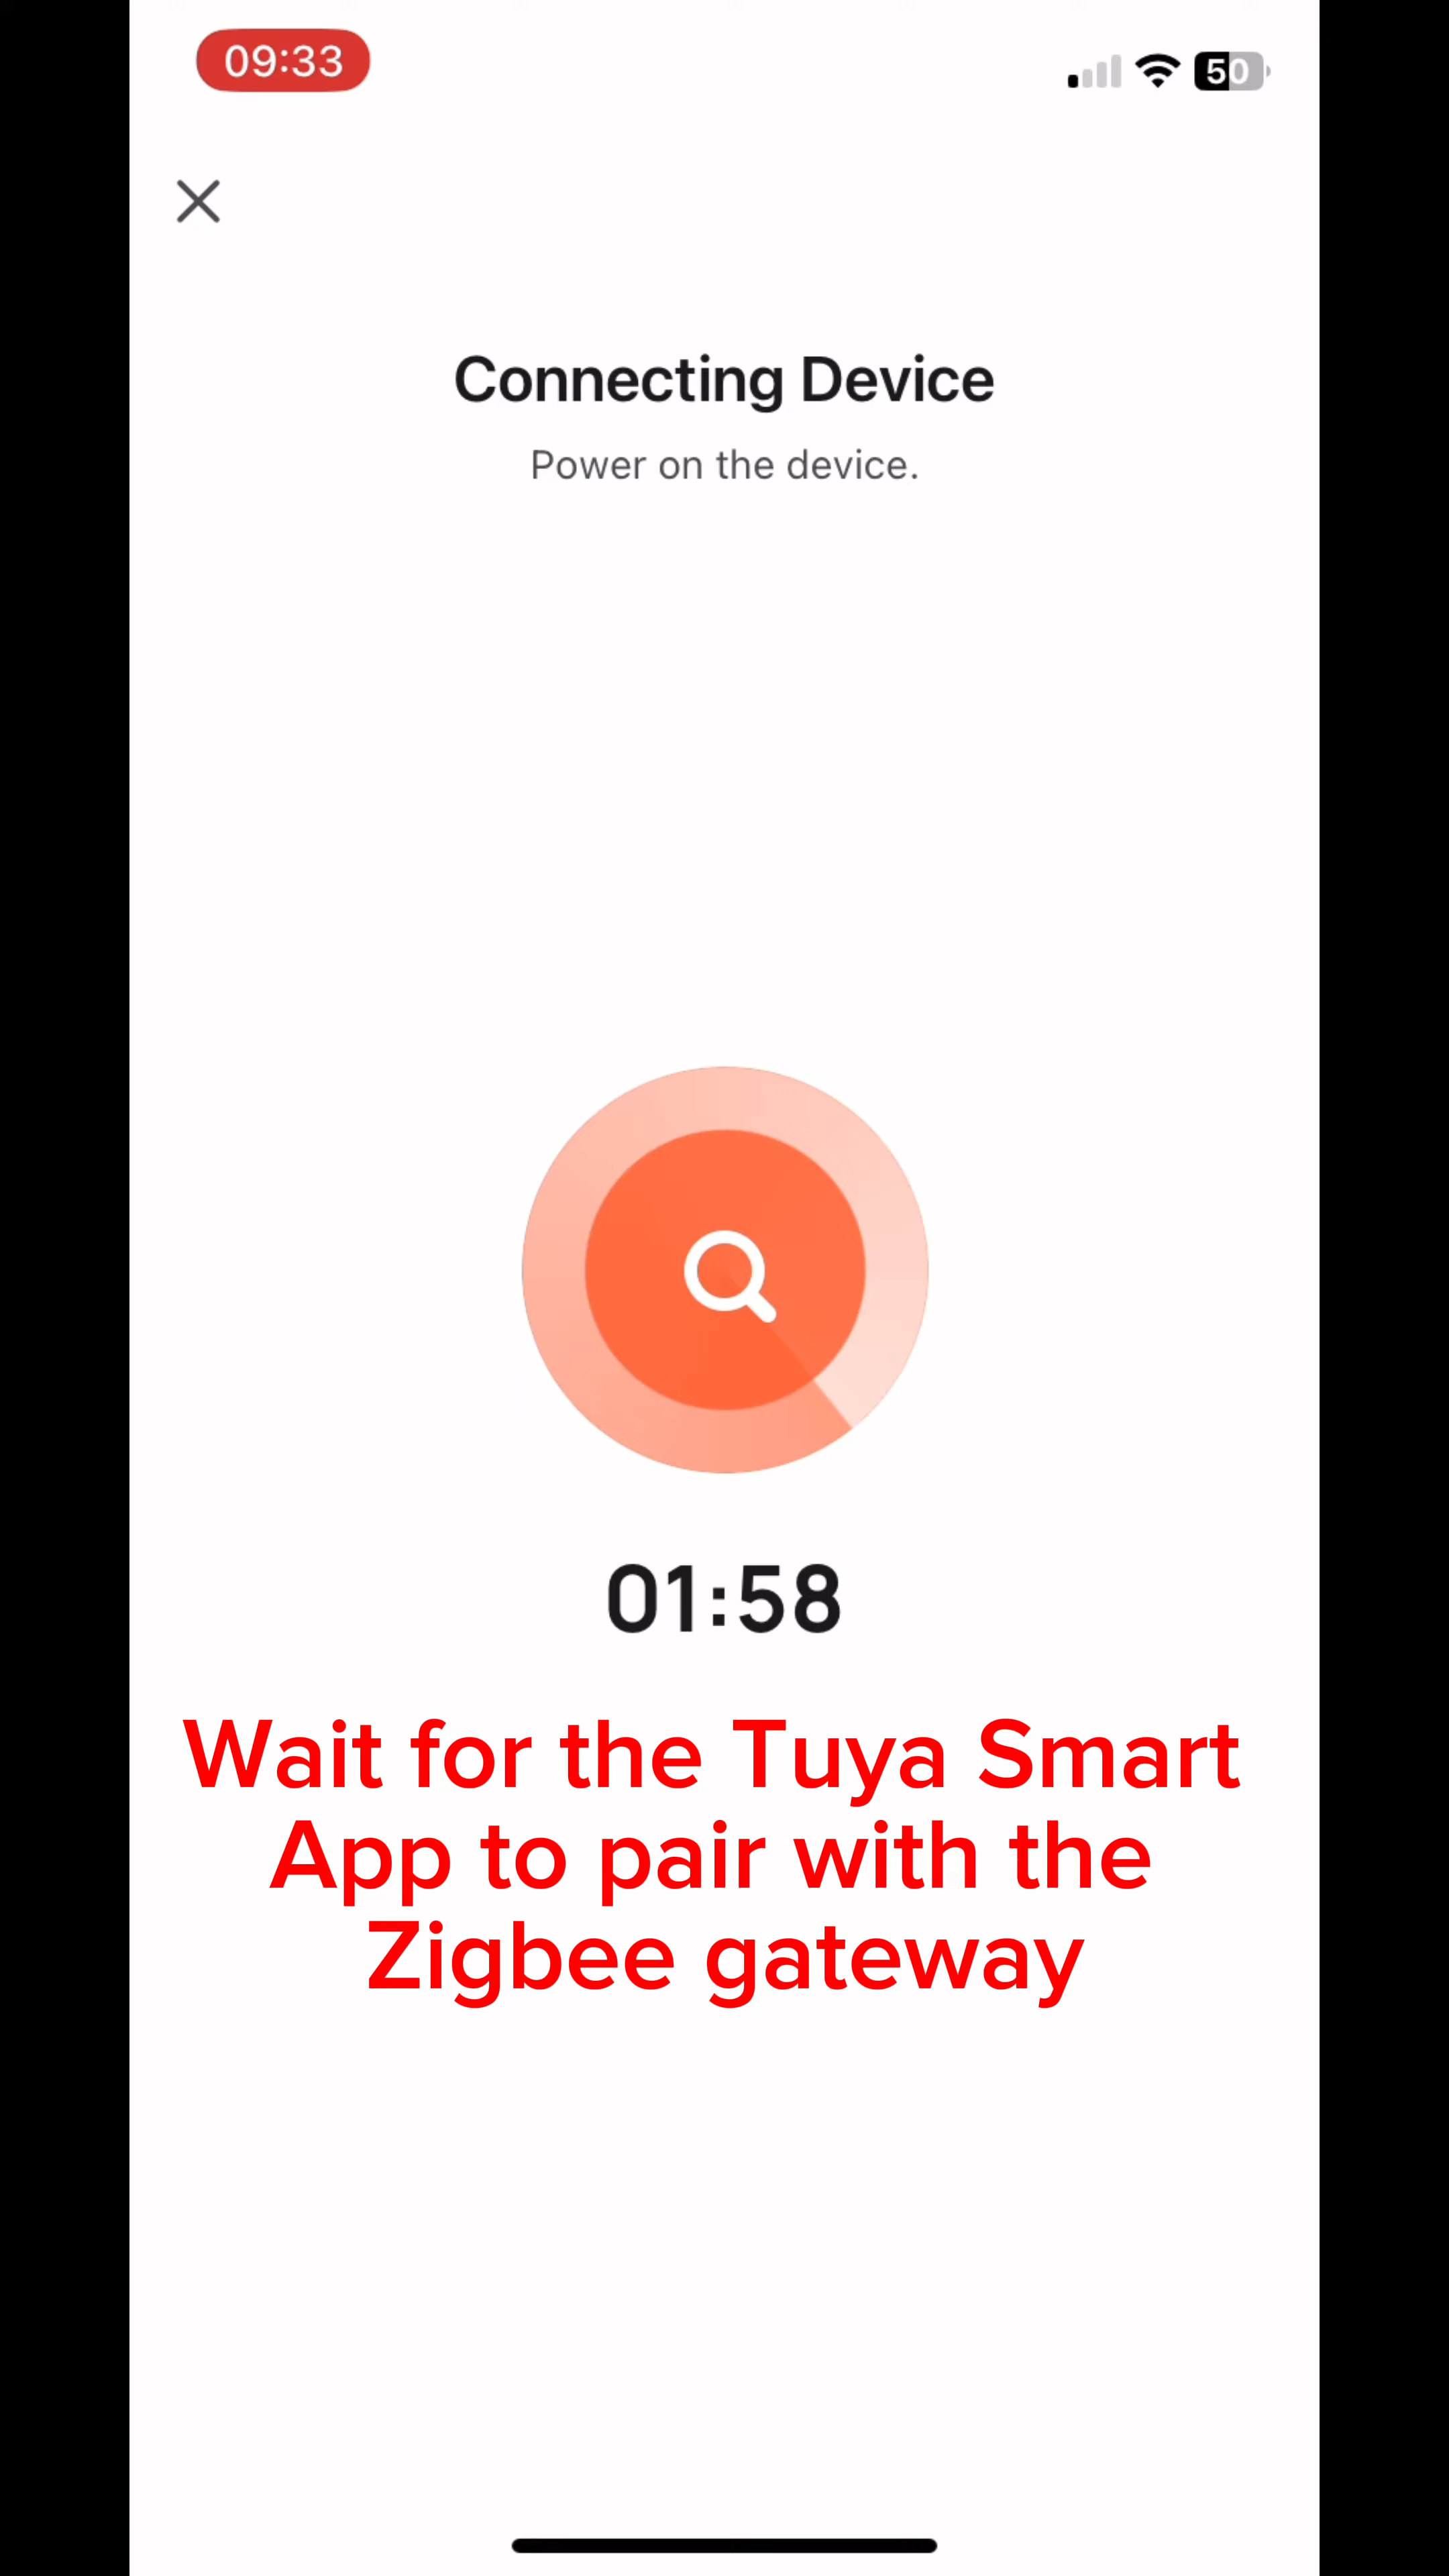 09:33
50
Connecting Device
Power on the device.
01:58
Wait for the Tuya Smart
App to pair with the
Zigbee gateway